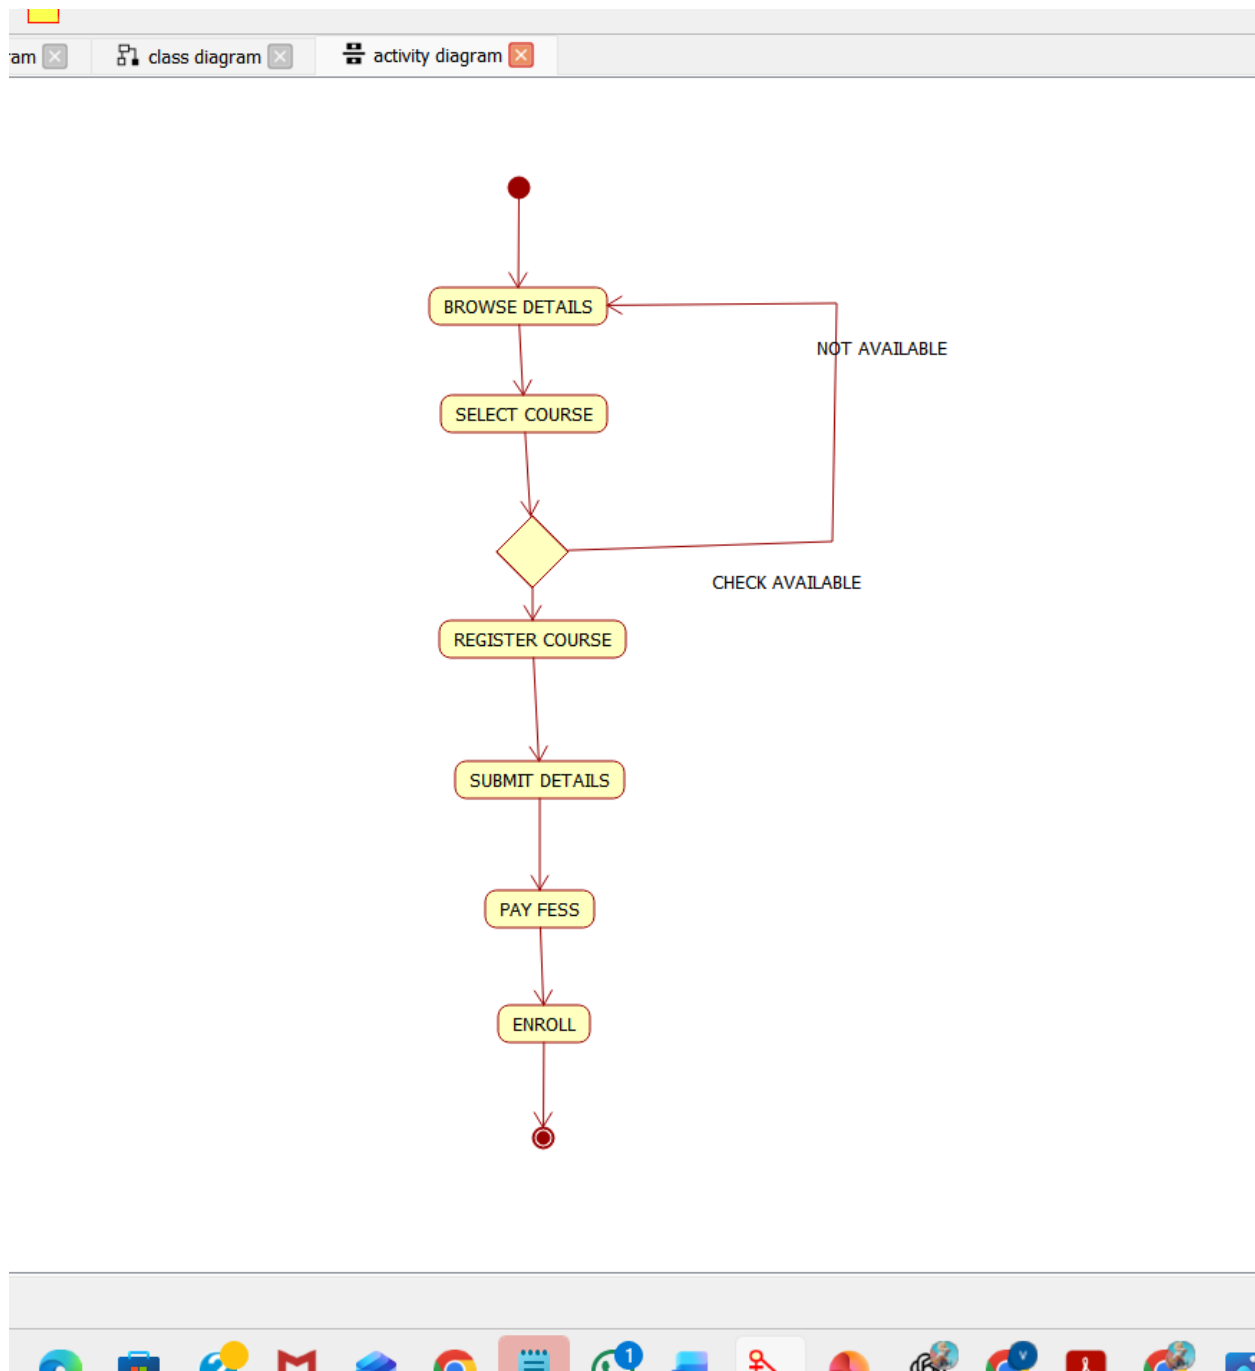 ram
class diagram
activity diagram
BROWSE DETAILS
NOT AVAILABLE
SELECT COURSE
CHECK AVAILABLE
REGISTER COURSE
SUBMIT DETAILS
PAY FESS
ENROLL
1
V